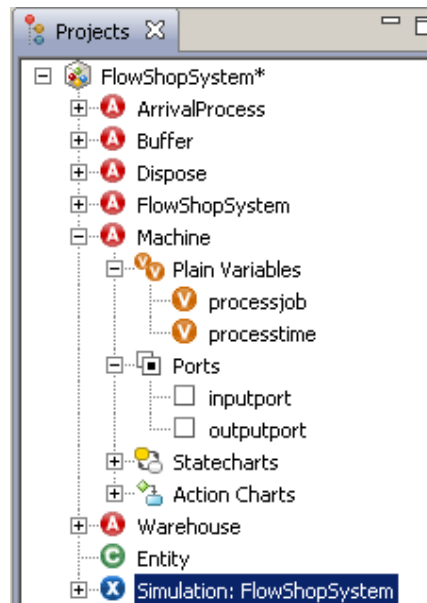 Projects
FlowShopSystem*
A ArrivalProcess
A Buffer
A Dispose
A FlowShopSystem
A Machine
V V Plain Variables
V processjob
V processtime
Ports
inputport
outputport
Statecharts
Action Charts
A Warehouse
C Entity
X Simulation: FlowShopSystem